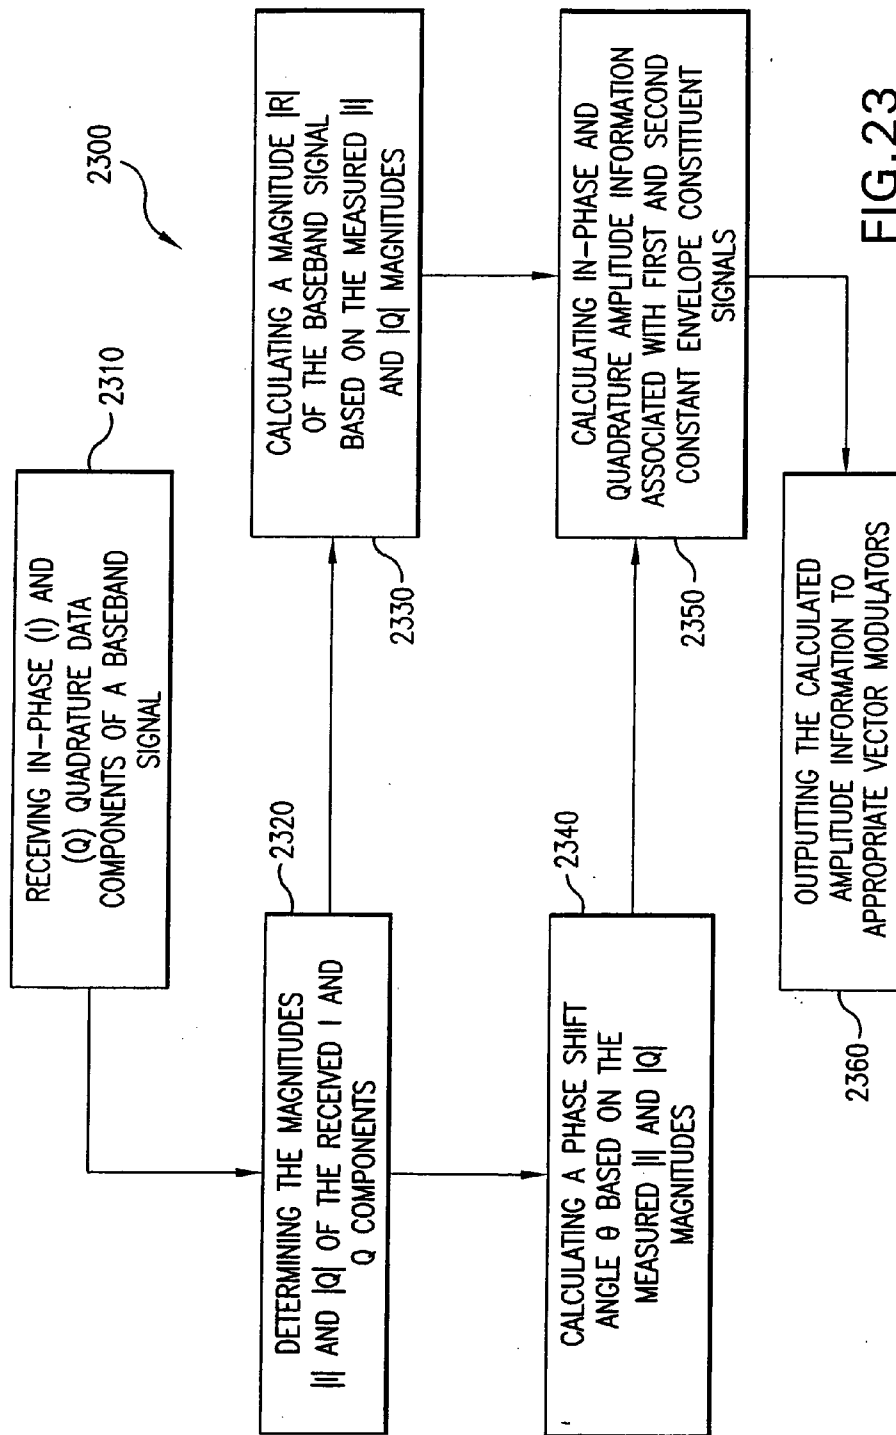 2300
2310
RECEIVING IN-PHASE (I) AND
(Q) QUADRATURE DATA
COMPONENTS OF A BASEBAND
SIGNAL
2320
DETERMINING THE MAGNITUDES
|I| AND |Q| OF THE RECEIVED I AND
Q COMPONENTS
2330
CALCULATING A MAGNITUDE |R|
OF THE BASEBAND SIGNAL
BASED ON THE MEASURED |I|
AND |Q| MAGNITUDES
2340
CALCULATING A PHASE SHIFT
ANGLE θ BASED ON THE
MEASURED |I| AND |Q|
MAGNITUDES
2350
CALCULATING IN-PHASE AND
QUADRATURE AMPLITUDE INFORMATION
ASSOCIATED WITH FIRST AND SECOND
CONSTANT ENVELOPE CONSTITUENT
SIGNALS
2360
OUTPUTTING THE CALCULATED
AMPLITUDE INFORMATION TO
APPROPRIATE VECTOR MODULATORS
FIG.23